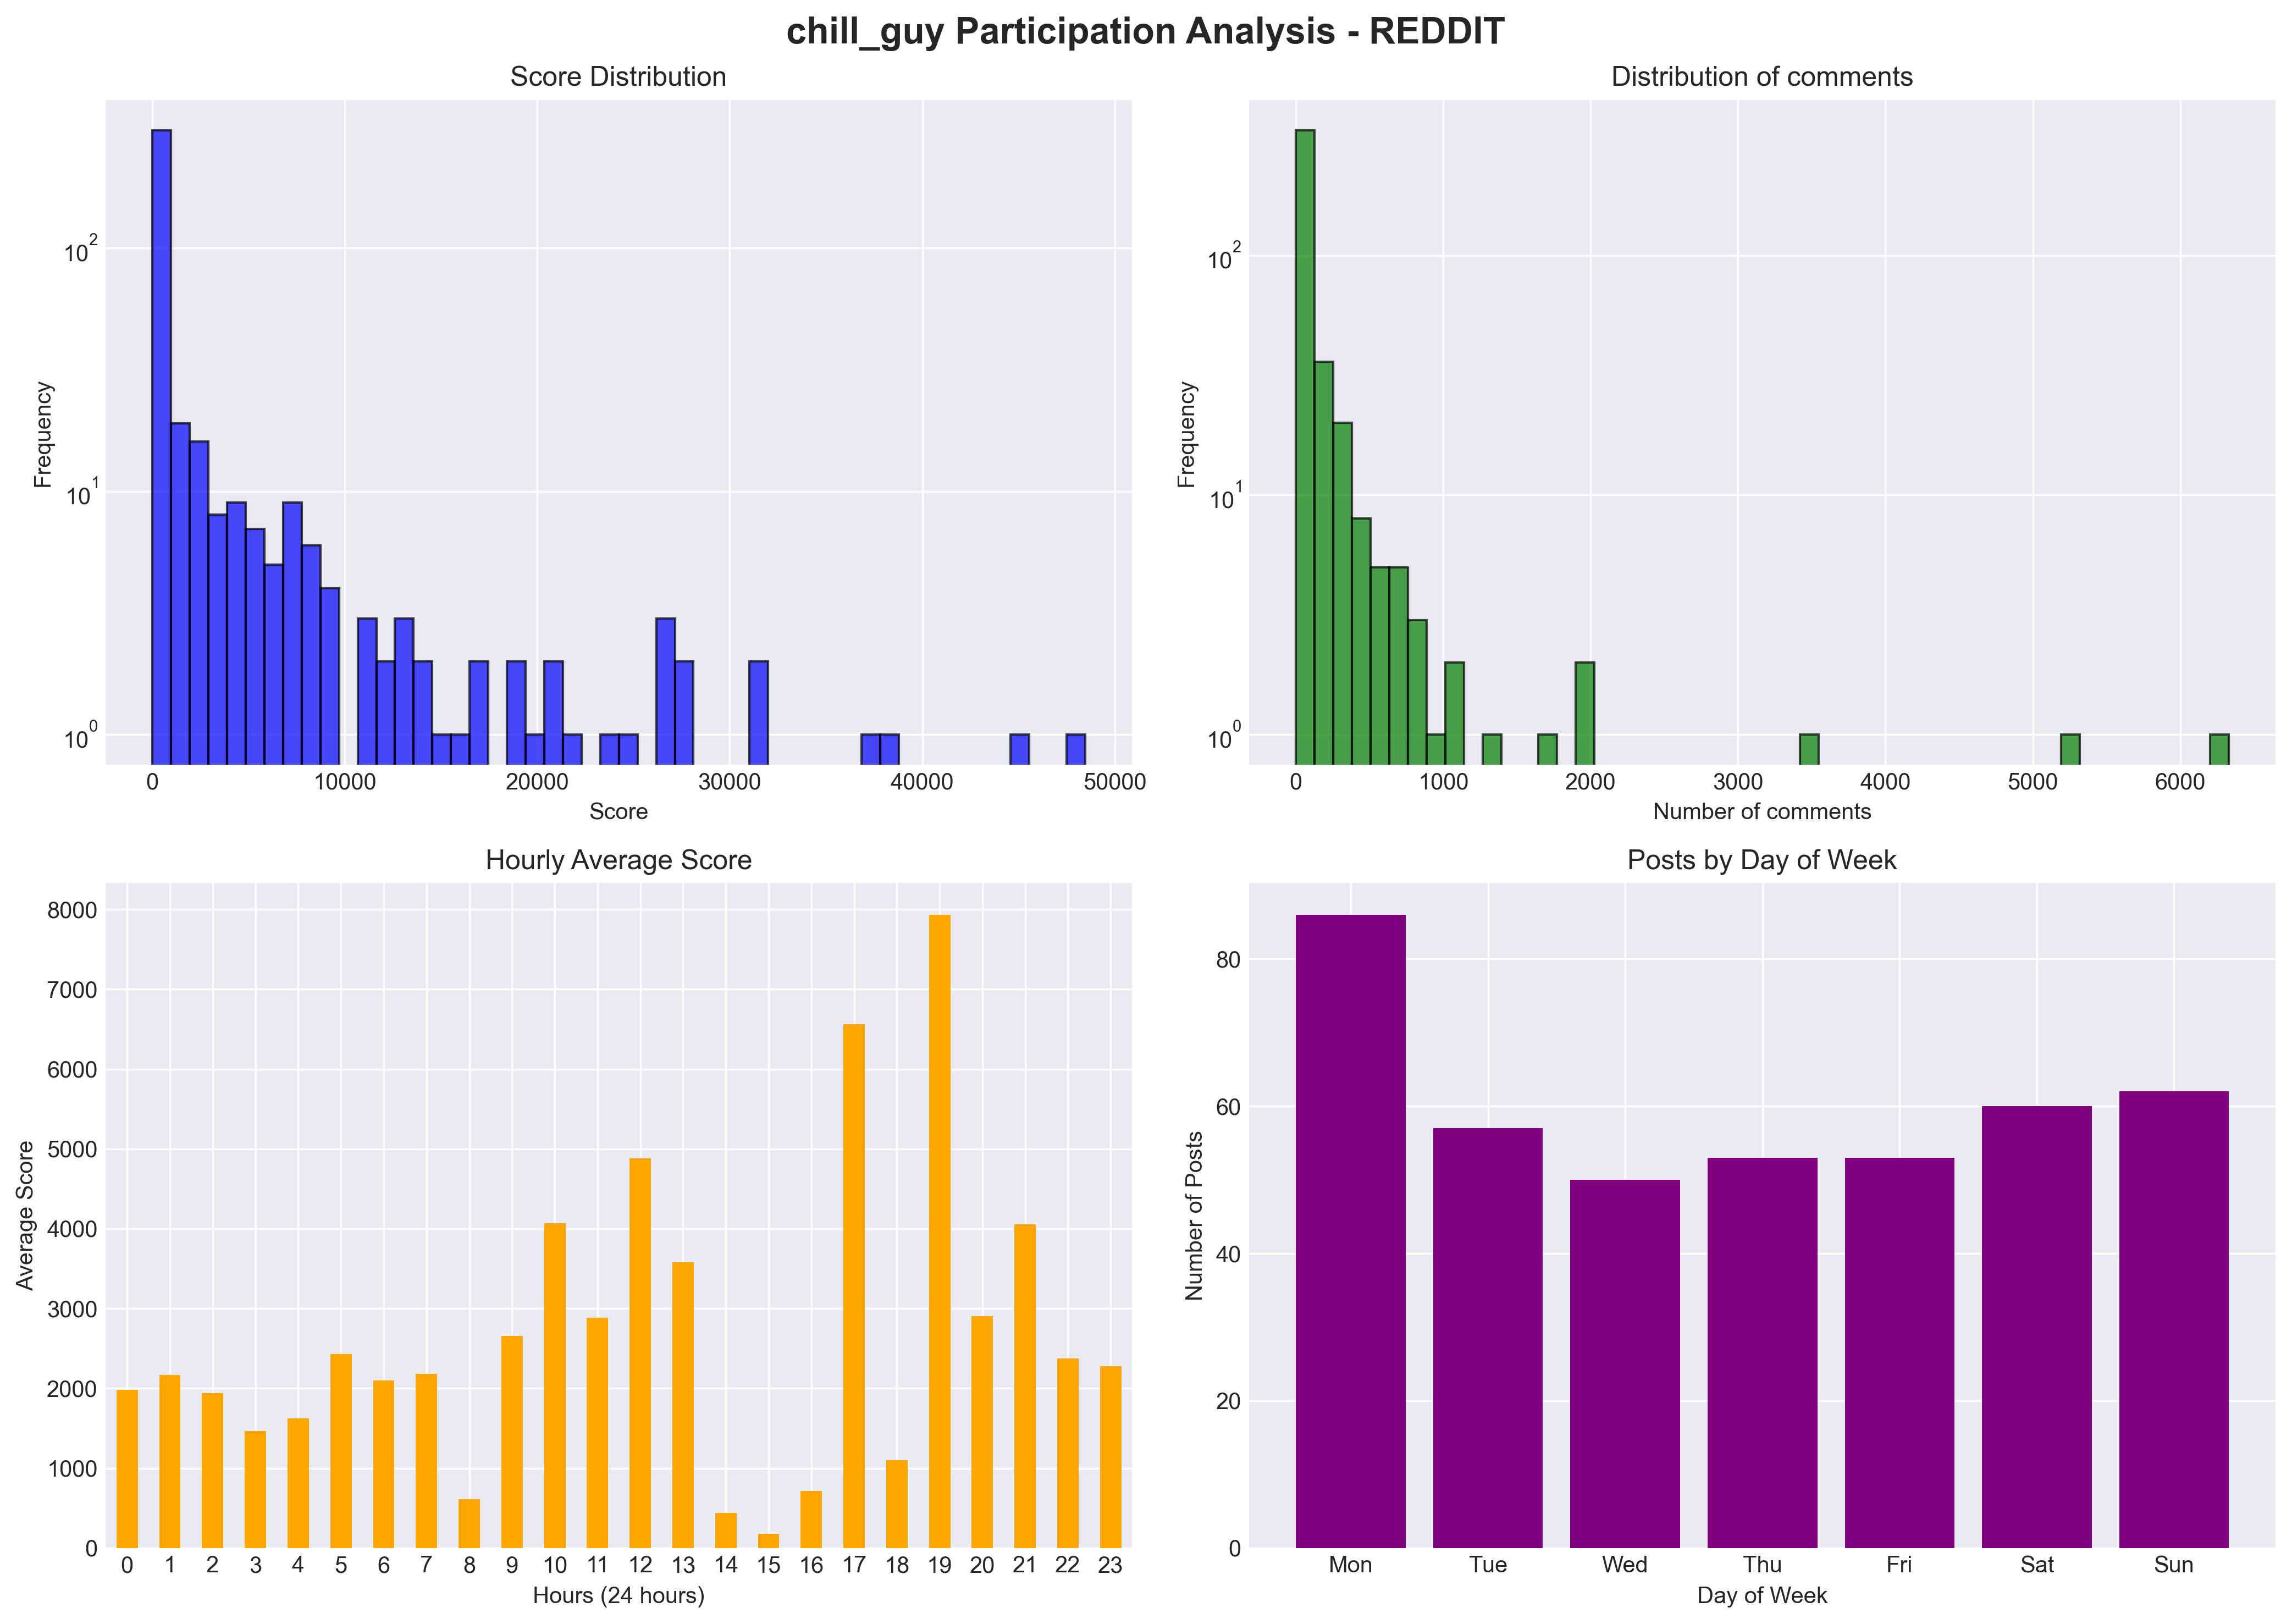 chill_guy Participation Analysis - REDDIT
Score Distribution
Frequency
10^2
10^1
10^0
0 10000 20000 30000 40000 50000
Score
Distribution of comments
Frequency
10^2
10^1
10^0
0 1000 2000 3000 4000 5000 6000
Number of comments
Hourly Average Score
Average Score
8000
7000
6000
5000
4000
3000
2000
1000
0
0 1 2 3 4 5 6 7 8 9 10 11 12 13 14 15 16 17 18 19 20 21 22 23
Hours (24 hours)
Posts by Day of Week
Number of Posts
80
60
40
20
0
Mon Tue Wed Thu Fri Sat Sun
Day of Week